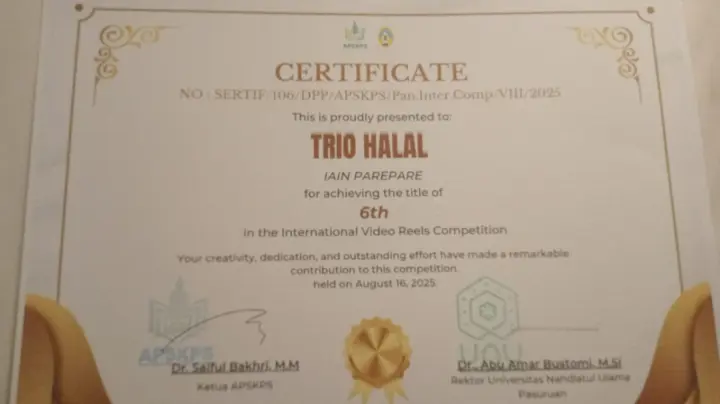 APSKPS
CERTIFICATE
NO : SERTIF/106/DPP/APSKPS/Pan.Inter.Comp/VIII/2025
This is proudly presented to:
TRIO HALAL
IAIN PAREPARE
for achieving the title of
6th
in the International Video Reels Competition
Your creativity, dedication, and outstanding effort have made a remarkable
contribution to this competition.
held on August 16, 2025.
APSKPS
UNU
Dr. Saiful Bakhri, M.M
Ketua APSKPS
Dr. Abu Amar Bustomi, M.Si
Rektor Universitas Nahdlatul Ulama
Pasuruan